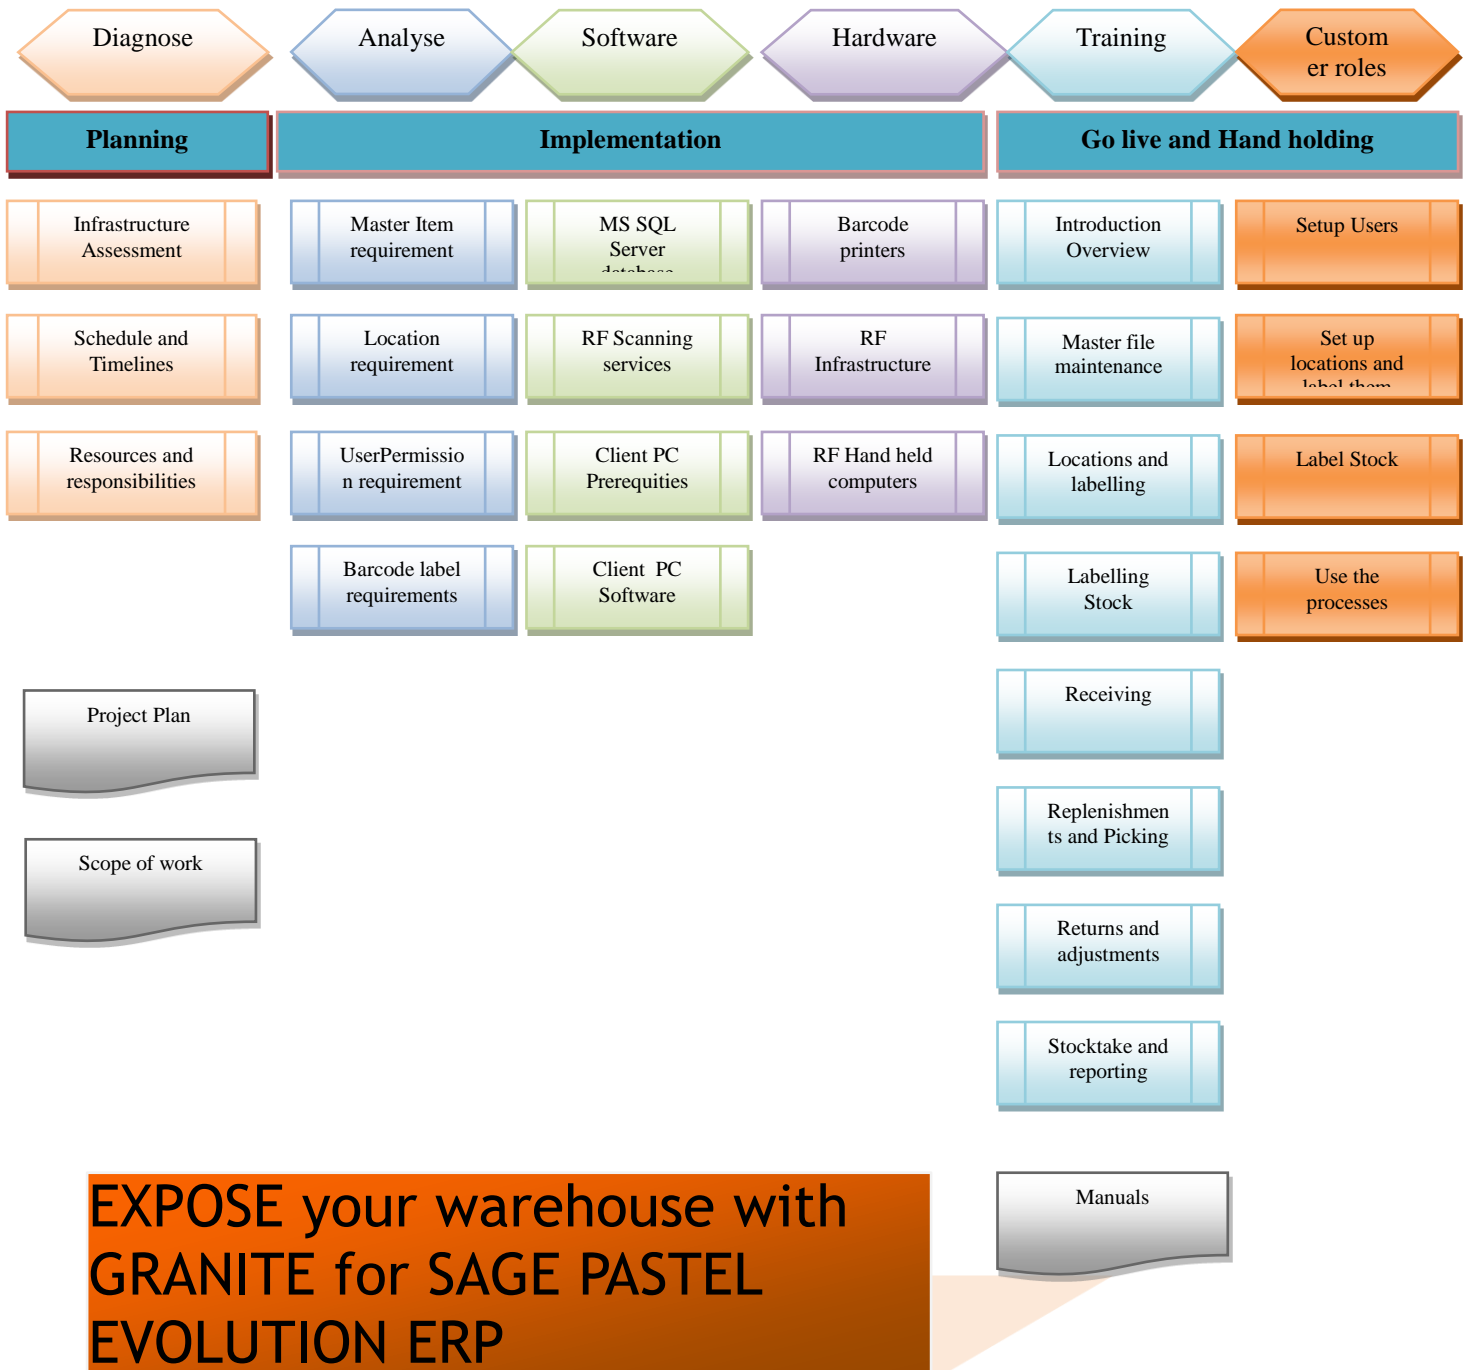 Diagnose
Analyse
Software
Hardware
Training
Custom
er roles
Planning
Implementation
Go live and Hand holding
Infrastructure
Assessment
Master Item
requirement
MS SQL
Server
database
Barcode
printers
Introduction
Overview
Setup Users
Schedule and
Timelines
Location
requirement
RF Scanning
services
RF
Infrastructure
Master file
maintenance
Set up
locations and
label them
Resources and
responsibilities
UserPermissio
n requirement
Client PC
Prerequities
RF Hand held
computers
Locations and
labelling
Label Stock
Barcode label
requirements
Client  PC
Software
Labelling
Stock
Use the
processes
Project Plan
Receiving
Scope of work
Replenishmen
ts and Picking
Returns and
adjustments
Stocktake and
reporting
Manuals
EXPOSE your warehouse with
GRANITE for SAGE PASTEL
EVOLUTION ERP